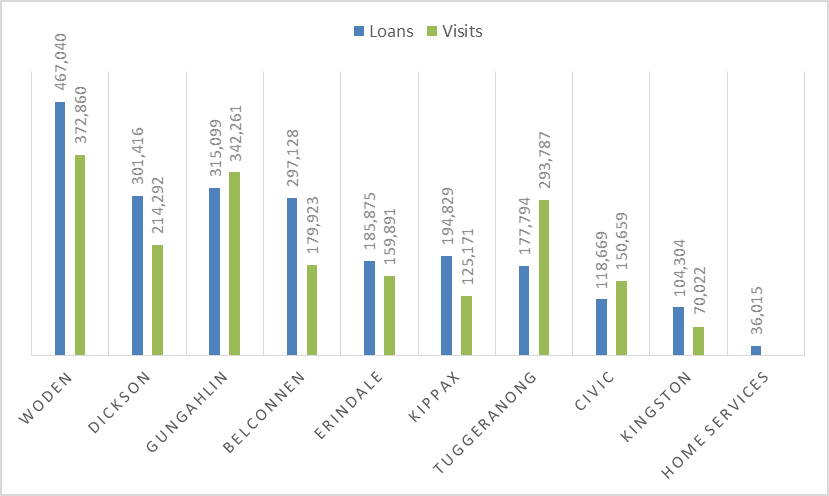 Loans Visits
467,040
372,860
301,416
214,292
315,099
342,261
297,128
179,923
185,875
159,891
194,829
125,171
177,794
293,787
118,669
150,659
104,304
70,022
36,015
WODEN
DICKSON
GUNGAHLIN
BELCONNEN
ERINDALE
KIPPAX
TUGGERANONG
CIVIC
KINGSTON
HOME SERVICES